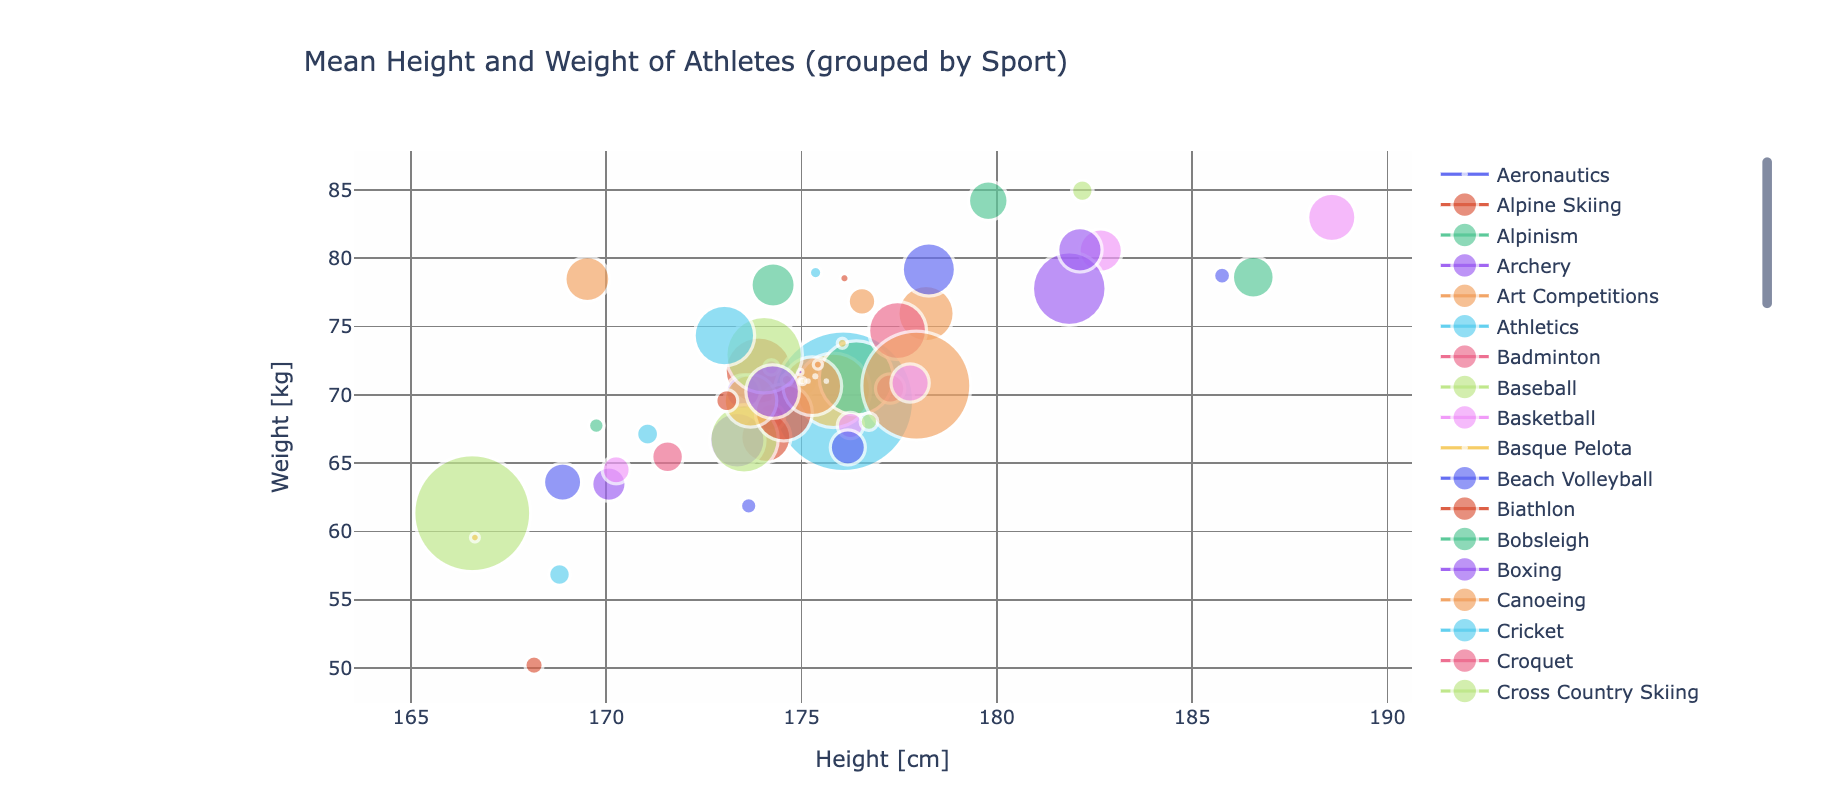 Mean Height and Weight of Athletes (grouped by Sport)
85
80
75
70
65
60
55
50
Weight [kg]
165 170 175 180 185 190
Height [cm]
Aeronautics
Alpine Skiing
Alpinism
Archery
Art Competitions
Athletics
Badminton
Baseball
Basketball
Basque Pelota
Beach Volleyball
Biathlon
Bobsleigh
Boxing
Canoeing
Cricket
Croquet
Cross Country Skiing